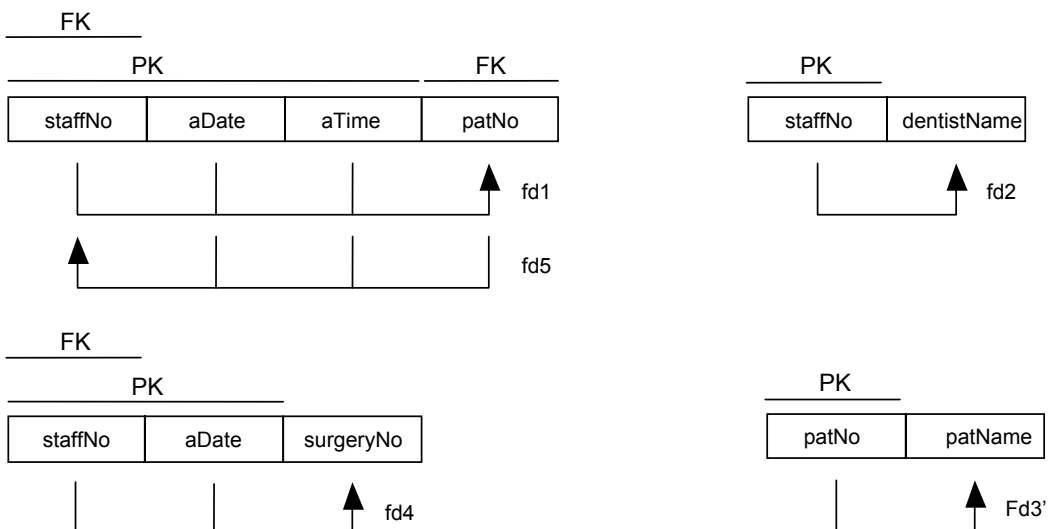 FK
PK FK
staffNo aDate aTime patNo
fd1
fd5
PK
staffNo dentistName
fd2
FK
PK
staffNo aDate surgeryNo
fd4
PK
patNo patName
Fd3'